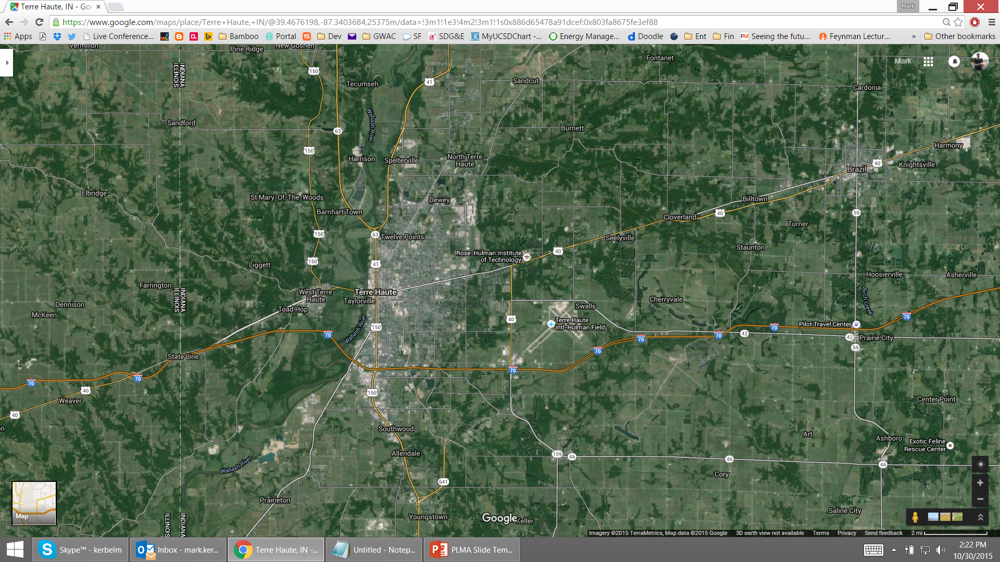 Terre Haute, IN - Go
Mark
https://www.google.com/maps/place/Terre+Haute,+IN/@39.4676198,-87.3403684,25375m/data=!3m1!1e3!4m2!3m1!1s0x886d65478a91dcef:0x803fa8675fe3ef88
Apps Live Conference... Bamboo Portal 15 Dev GWAC SF SDG&E MyUCSDChart -... Energy Manage... Doodle Ent Fin FM Seeing the futu... Feynman Lectur... » Other bookmarks
Vermilion
Pine Ridge
New Goshen
Fontanet
Mark
INDIANA
ILLINOIS
150
41
Tecumseh
Sandcut
Cardonia
Wabash River
Sandford
63
Burnett
150
Harmony
Harrison
Spelterville
North Terre
Haute
40
Knightsville
Brazil
Elbridge
St Mary-Of-The-Woods
Dewey
Billtown
Barnhart Town
Cloverland
40
59
Turner
150
63
Twelve Points
Seelyville
Staunton
40
Rose-Hulman Institute
of Technology
150
41
Liggett
Hoosierville
Asherville
Farrington
INDIANA
ILLINOIS
West Terre
Haute
Terre Haute
Taylorville
Dennison
Toad Hop
McKeen
Swalls
Cherryvale
Birch Creek
Google
40
Terre Haute
Intl-Hulman Field
70
Pilot Travel Center
150
Wabash River
70
70
42
70
70
42
Prairie City
59
70
State Line
70
70
70
40
150
Weaver
Center Point
40
Southwood
Art
Ashboro
Exotic Feline
Rescue Center
Allendale
159
46
46
46
Wabash River
Cory
641
Prairieton
Saline City
Youngstown
Google
Keller
Map
ILLINOIS
INDIANA
Imagery ©2015 TerraMetrics, Map data ©2015 Google 3D earth view not available Terms Privacy Send feedback 2 mi
Skype™ - kerbelm
Inbox - mark.ker...
Terre Haute, IN -...
Untitled - Notep...
PLMA Slide Tem...
2:22 PM
10/30/2015